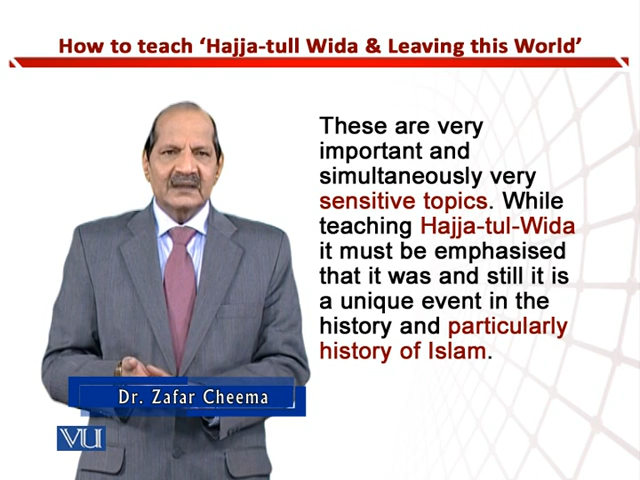 How to teach ‘Hajja-tull Wida & Leaving this World’
These are very
important and
simultaneously very
sensitive topics. While
teaching Hajja-tul-Wida
it must be emphasised
that it was and still it is
a unique event in the
history and particularly
history of Islam.
Dr. Zafar Cheema
VU